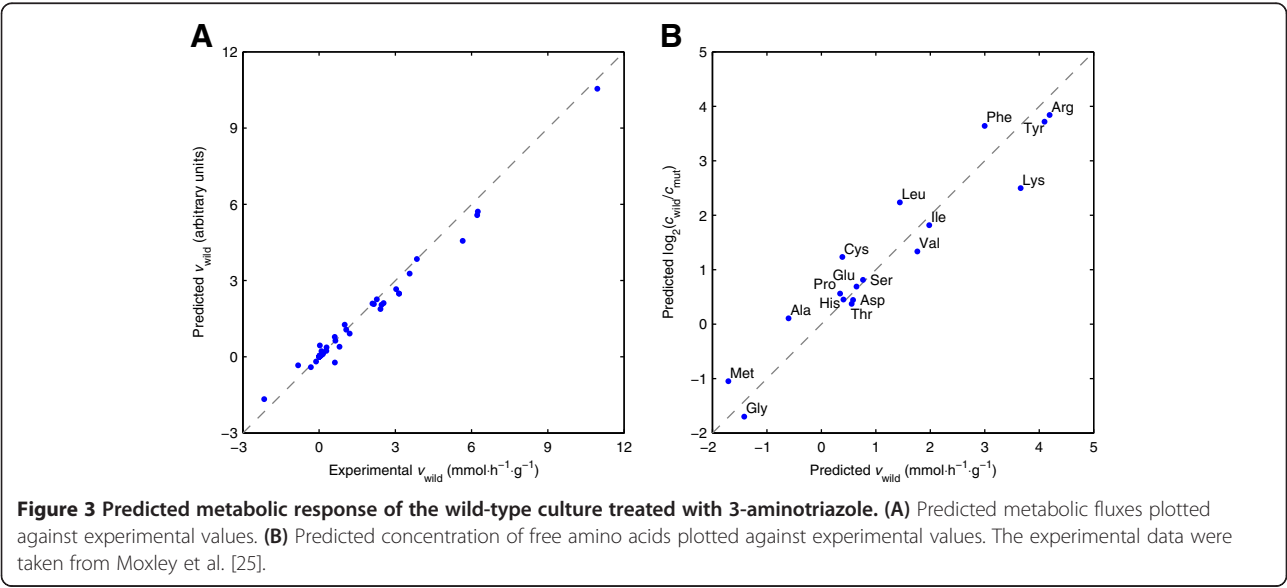 A
B
12
9
6
3
0
−3
−3
0
3
6
9
12
Predicted v_wild (arbitrary units)
Experimental v_wild (mmol·h⁻¹·g⁻¹)
5
4
3
2
1
0
−1
−2
−2
−1
0
1
2
3
4
5
Predicted log₂(c_wild/c_mut)
Predicted v_wild (mmol·h⁻¹·g⁻¹)
Arg
Phe
Tyr
Lys
Leu
Ile
Val
Cys
Glu
Ser
Pro
His
Asp
Thr
Ala
Met
Gly
Figure 3 Predicted metabolic response of the wild-type culture treated with 3-aminotriazole. (A) Predicted metabolic fluxes plotted
against experimental values. (B) Predicted concentration of free amino acids plotted against experimental values. The experimental data were
taken from Moxley et al. [25].